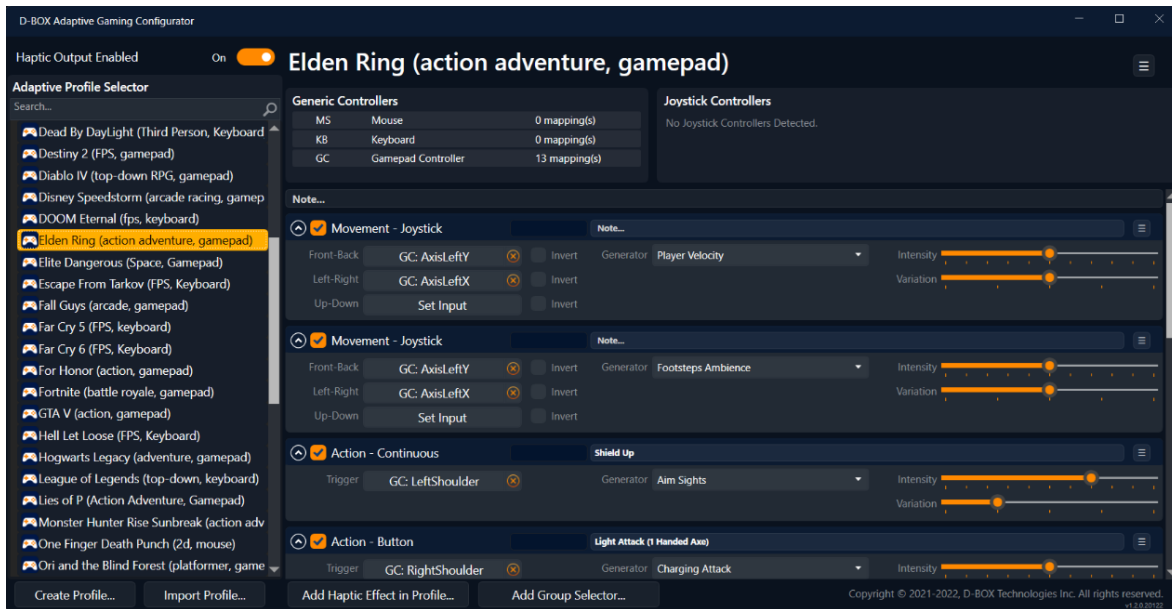 D-BOX Adaptive Gaming Configurator
Haptic Output Enabled On
Adaptive Profile Selector
Search...
Dead By DayLight (Third Person, Keyboard
Destiny 2 (FPS, gamepad)
Diablo IV (top-down RPG, gamepad)
Disney Speedstorm (arcade racing, gamep
DOOM Eternal (fps, keyboard)
Elden Ring (action adventure, gamepad)
Elite Dangerous (Space, Gamepad)
Escape From Tarkov (FPS, Keyboard)
Fall Guys (arcade, gamepad)
Far Cry 5 (FPS, keyboard)
Far Cry 6 (FPS, keyboard)
For Honor (action, gamepad)
Fortnite (battle royale, gamepad)
GTA V (action, gamepad)
Hell Let Loose (FPS, Keyboard)
Hogwarts Legacy (adventure, gamepad)
League of Legends (top-down, keyboard)
Lies of P (Action Adventure, Gamepad)
Monster Hunter Rise Sunbreak (action adv
One Finger Death Punch (2d, mouse)
Ori and the Blind Forest (platformer, game
Create Profile... Import Profile...
Elden Ring (action adventure, gamepad)
Generic Controllers
MS Mouse 0 mapping(s)
KB Keyboard 0 mapping(s)
GC Gamepad Controller 13 mapping(s)
Joystick Controllers
No Joystick Controllers Detected.
Note...
Movement - Joystick Note...
Front-Back GC: AxisLeftY Invert Generator Player Velocity Intensity
Left-Right GC: AxisLeftX Invert Variation
Up-Down Set Input Invert
Movement - Joystick Note...
Front-Back GC: AxisLeftY Invert Generator Footsteps Ambience Intensity
Left-Right GC: AxisLeftX Invert Variation
Up-Down Set Input Invert
Action - Continuous Shield Up
Trigger GC: LeftShoulder Generator Aim Sights Intensity
Variation
Action - Button Light Attack (1 Handed Axe)
Trigger GC: RightShoulder Generator Charging Attack Intensity
Add Haptic Effect in Profile... Add Group Selector...
Copyright © 2021-2022, D-BOX Technologies Inc. All rights reserved.
v1.2.0.20122